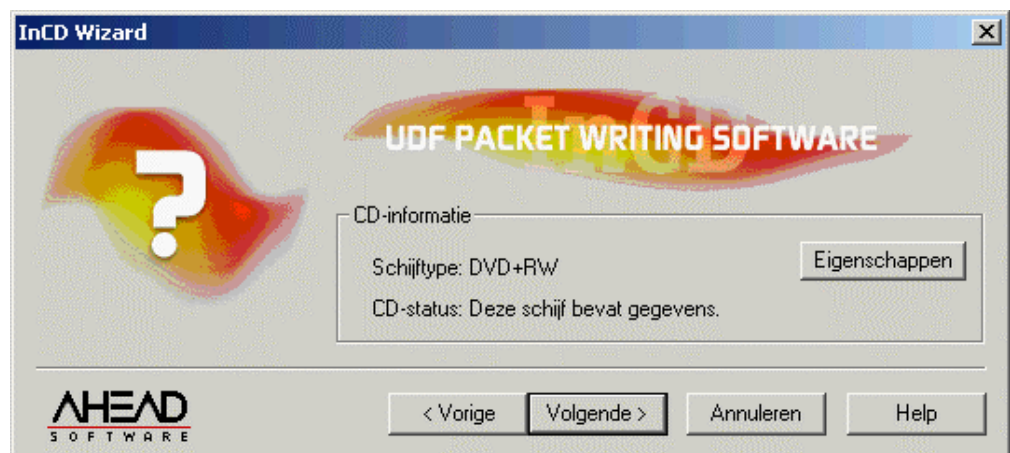 InCD Wizard
InCD
UDF PACKET WRITING SOFTWARE
CD-informatie
Schijftype: DVD+RW
Eigenschappen
CD-status: Deze schijf bevat gegevens.
AHEAD
SOFTWARE
< Vorige
Volgende >
Annuleren
Help